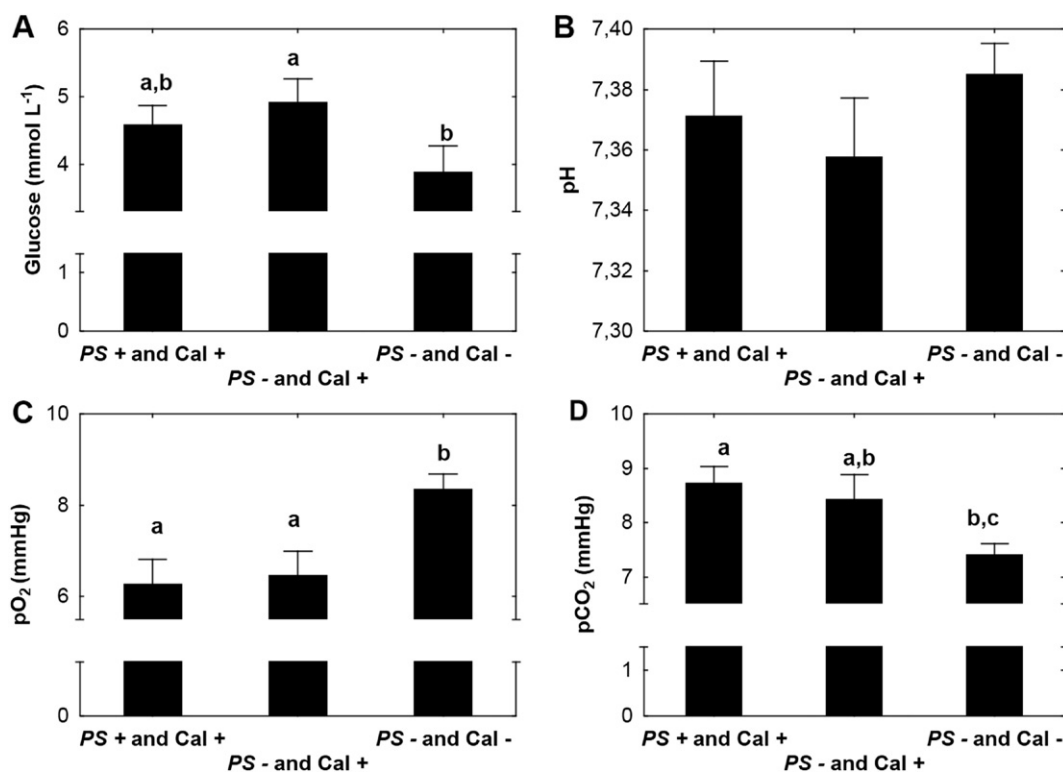 A
Glucose (mmol L⁻¹)
6
5
4
1
0
a,b
a
b
PS + and Cal +
PS - and Cal +
PS - and Cal -
B
pH
7,40
7,38
7,36
7,34
7,32
7,30
PS + and Cal +
PS - and Cal +
PS - and Cal -
C
pO₂ (mmHg)
10
8
6
0
a
a
b
PS + and Cal +
PS - and Cal +
PS - and Cal -
D
pCO₂ (mmHg)
10
9
8
7
1
0
a
a,b
b,c
PS + and Cal +
PS - and Cal +
PS - and Cal -